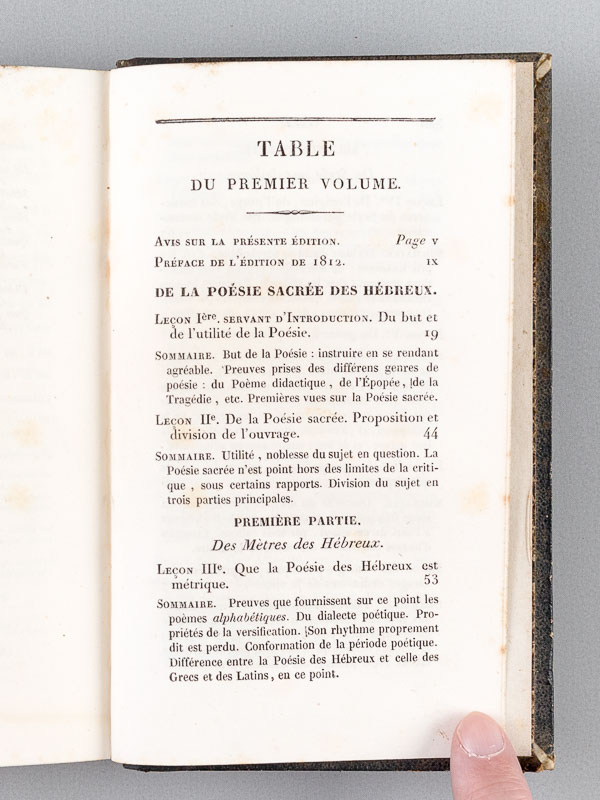 TABLE
DU PREMIER VOLUME.
Avis sur la présente édition. Page v
Préface de l'édition de 1812. ix
DE LA POÉSIE SACRÉE DES HÉBREUX.
Leçon Ière. servant d'Introduction. Du but et
de l'utilité de la Poésie. 19
Sommaire. But de la Poésie : instruire en se rendant
agréable. Preuves prises des différens genres de
poésie : du Poème didactique, de l'Épopée, de la
Tragédie, etc. Premières vues sur la Poésie sacrée.
Leçon IIe. De la Poésie sacrée. Proposition et
division de l'ouvrage. 44
Sommaire. Utilité, noblesse du sujet en question. La
Poésie sacrée n'est point hors des limites de la criti-
que, sous certains rapports. Division du sujet en
trois parties principales.
PREMIÈRE PARTIE.
Des Mètres des Hébreux.
Leçon IIIe. Que la Poésie des Hébreux est
métrique. 53
Sommaire. Preuves que fournissent sur ce point les
poèmes alphabétiques. Du dialecte poétique. Pro-
priétés de la versification. Son rhythme proprement
dit est perdu. Conformation de la période poétique.
Différence entre la Poésie des Hébreux et celle des
Grecs et des Latins, en ce point.